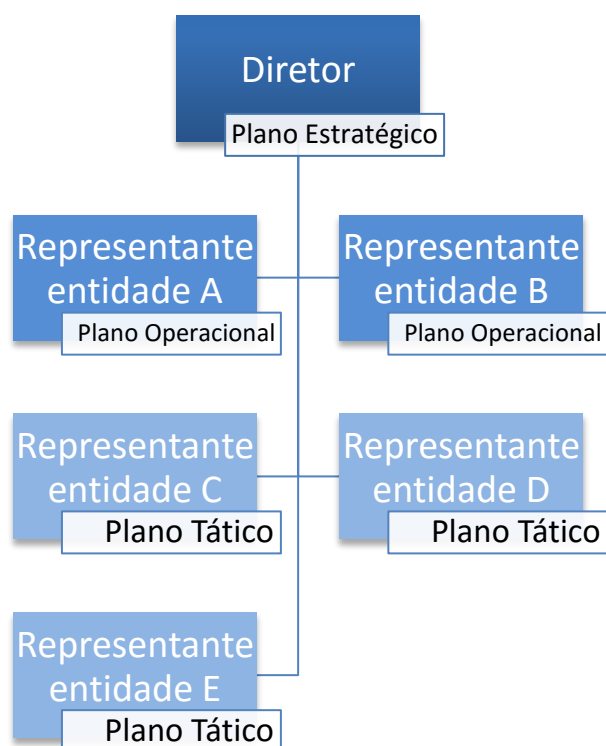 Diretor
Plano Estratégico
Representante
entidade A
Plano Operacional
Representante
entidade B
Plano Operacional
Representante
entidade C
Plano Tático
Representante
entidade D
Plano Tático
Representante
entidade E
Plano Tático